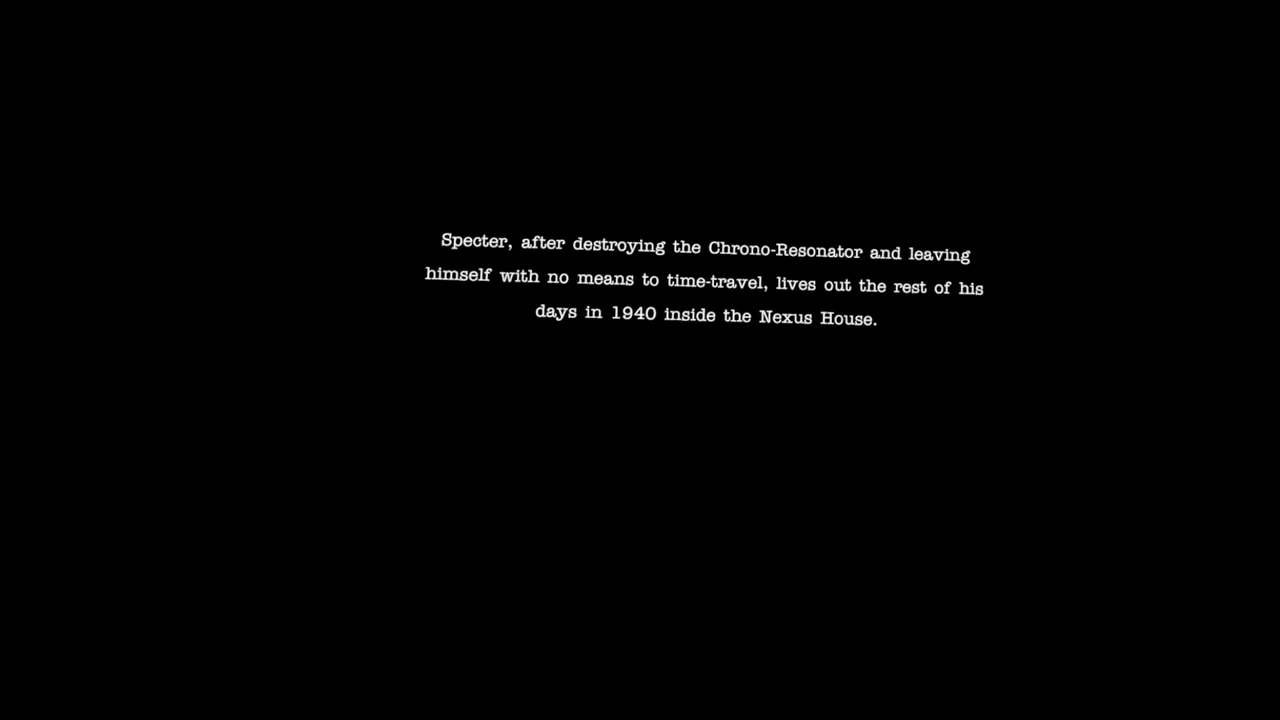 Specter, after destroying the Chrono-Resonator and leaving
himself with no means to time-travel, lives out the rest of his
days in 1940 inside the Nexus House.